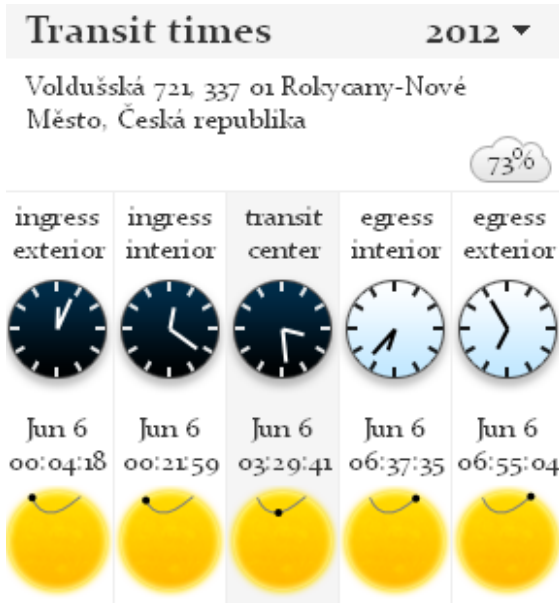 Transit times 2012
Voldušská 721, 337 01 Rokycany-Nové
Město, Česká republika
73%
ingress exterior
ingress interior
transit center
egress interior
egress exterior
Jun 6 00:04:18
Jun 6 00:21:59
Jun 6 03:29:41
Jun 6 06:37:35
Jun 6 06:55:04